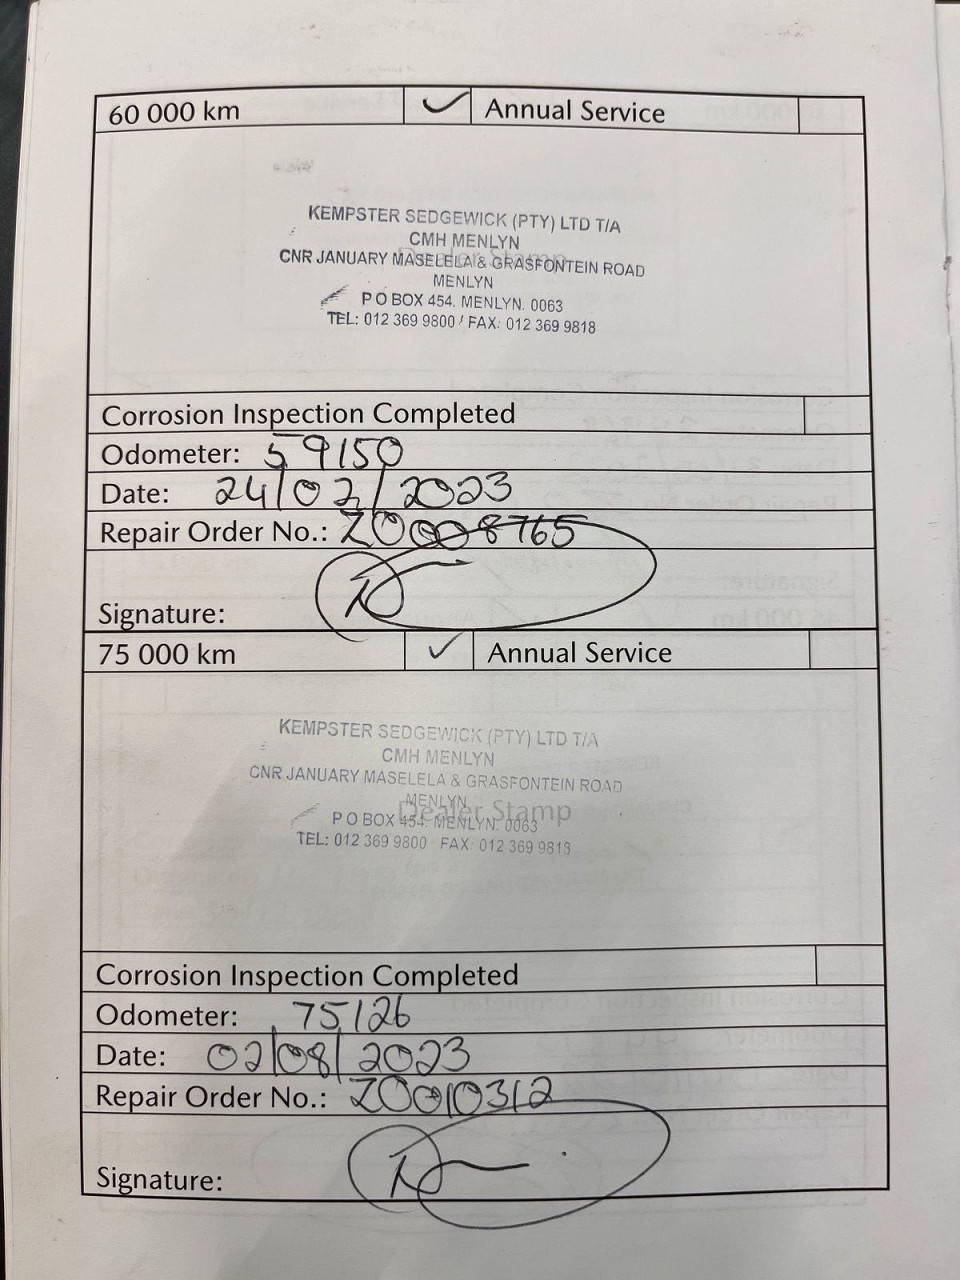 60 000 km ✓ Annual Service
KEMPSTER SEDGEWICK (PTY) LTD T/A
CMH MENLYN
Dealer Stamp
CNR JANUARY MASELELA & GRASFONTEIN ROAD
MENLYN
P O BOX 454. MENLYN. 0063
TEL: 012 369 9800 / FAX: 012 369 9818
Corrosion Inspection Completed
Odometer: 59150
Date: 24/02/2023
Repair Order No.: Z0008765
Signature:
75 000 km ✓ Annual Service
KEMPSTER SEDGEWICK (PTY) LTD T/A
CMH MENLYN
CNR JANUARY MASELELA & GRASFONTEIN ROAD
MENLYN
Dealer Stamp
P O BOX 454. MENLYN. 0063
TEL: 012 369 9800 FAX: 012 369 9818
Corrosion Inspection Completed
Odometer: 75126
Date: 02/08/2023
Repair Order No.: Z0010312
Signature: